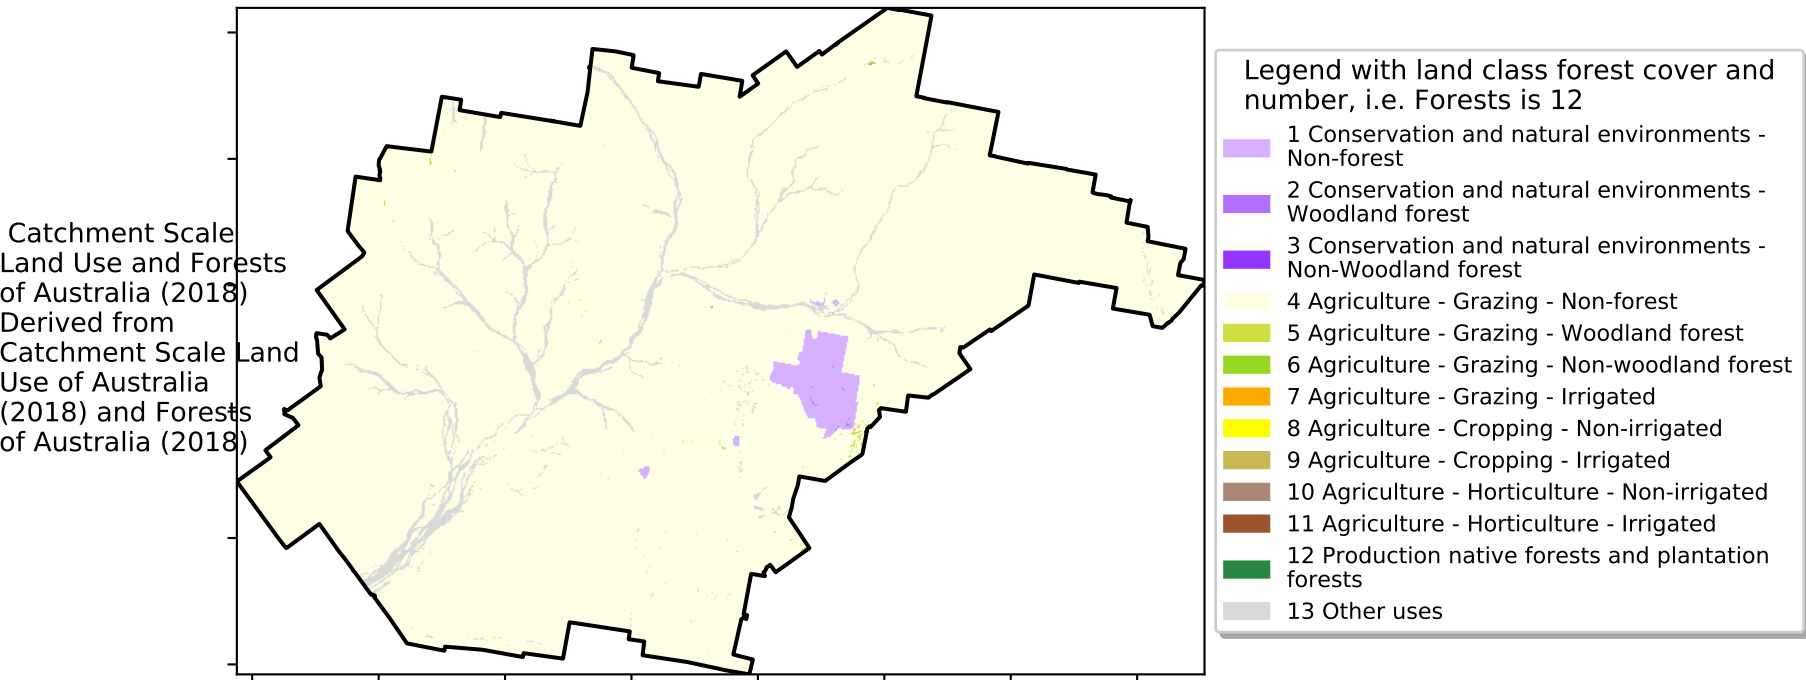 Catchment Scale
Land Use and Forests
of Australia (2018)
Derived from
Catchment Scale Land
Use of Australia
(2018) and Forests
of Australia (2018)
Legend with land class forest cover and
number, i.e. Forests is 12
1 Conservation and natural environments -
Non-forest
2 Conservation and natural environments -
Woodland forest
3 Conservation and natural environments -
Non-Woodland forest
4 Agriculture - Grazing - Non-forest
5 Agriculture - Grazing - Woodland forest
6 Agriculture - Grazing - Non-woodland forest
7 Agriculture - Grazing - Irrigated
8 Agriculture - Cropping - Non-irrigated
9 Agriculture - Cropping - Irrigated
10 Agriculture - Horticulture - Non-irrigated
11 Agriculture - Horticulture - Irrigated
12 Production native forests and plantation
forests
13 Other uses